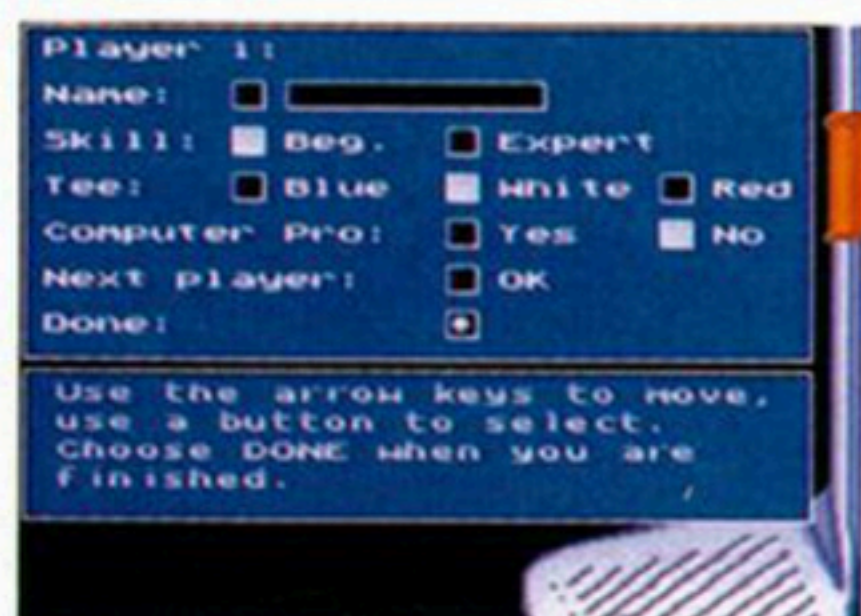 Player 1:
Name:
Skill: Beg. Expert
Tee: Blue White Red
Computer Pro: Yes No
Next player: OK
Done:
Use the arrow keys to move,
use a button to select.
Choose DONE when you are
finished.